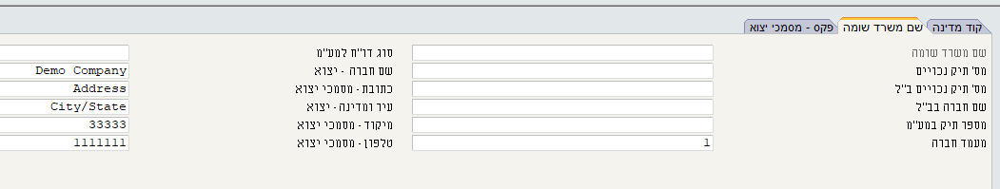 קוד מדינה שם משרד שומה פקס - מסמכי יצוא
שם משרד שומה סוג דו''ח למע''מ
מס' תיק נכויים שם חברה - יצוא Demo Company
מס' תיק נכויים ב''ל כתובת - מסמכי יצוא Address
שם חברה בב''ל עיר ומדינה - יצוא City/State
מספר תיק במע''מ מיקוד - מסמכי יצוא 33333
מעמד חברה 1 טלפון - מסמכי יצוא 1111111